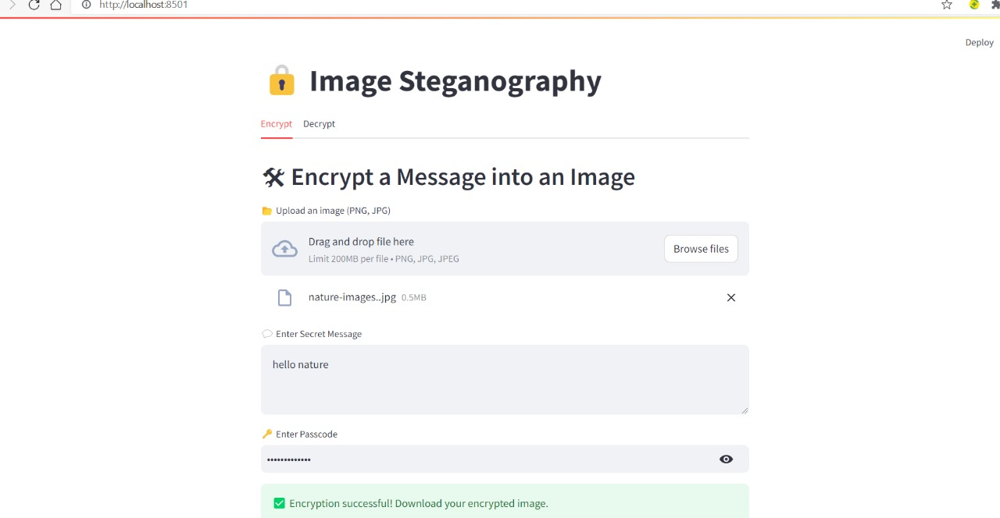 http://localhost:8501
Deploy
Image Steganography
Encrypt Decrypt
Encrypt a Message into an Image
Upload an image (PNG, JPG)
Drag and drop file here
Limit 200MB per file • PNG, JPG, JPEG
Browse files
nature-images..jpg 0.5MB
Enter Secret Message
hello nature
Enter Passcode
•••••••••••••
Encryption successful! Download your encrypted image.